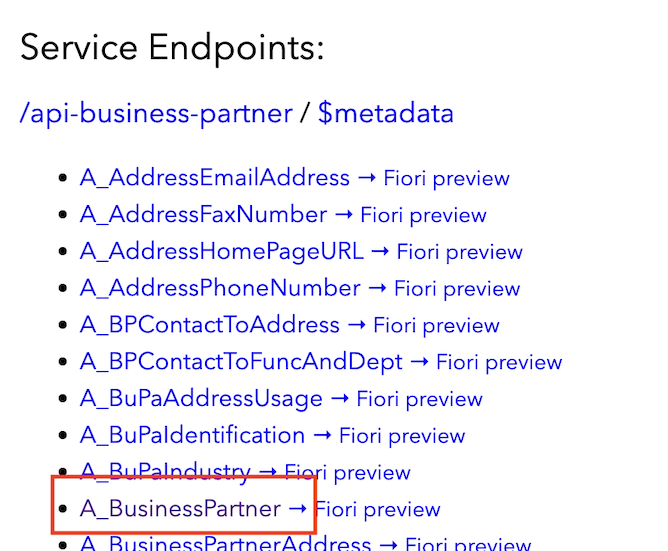 Service Endpoints:
/api-business-partner / $metadata
• A_AddressEmailAddress → Fiori preview
• A_AddressFaxNumber → Fiori preview
• A_AddressHomePageURL → Fiori preview
• A_AddressPhoneNumber → Fiori preview
• A_BPContactToAddress → Fiori preview
• A_BPContactToFuncAndDept → Fiori preview
• A_BuPaAddressUsage → Fiori preview
• A_BuPaIdentification → Fiori preview
• A_BuPaIndustry → Fiori preview
• A_BusinessPartner → Fiori preview
• A_BusinessPartnerAddress → Fiori preview